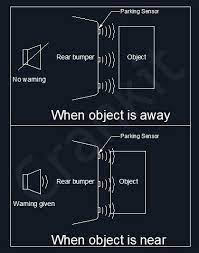 Parking Sensor
Rear bumper
Object
No warning
When object is away
Parking Sensor
Rear bumper
Object
Warning given
When object is near